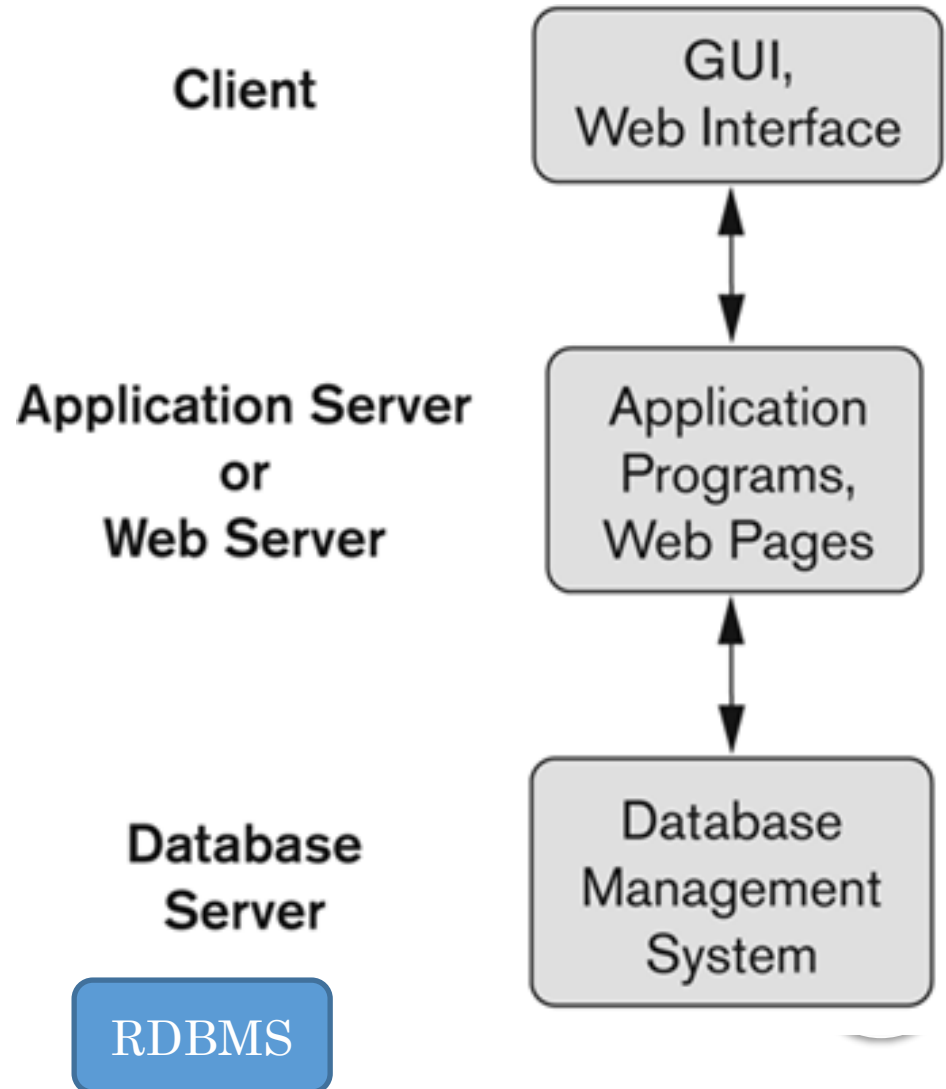 Client
GUI,
Web Interface
Application Server
or
Web Server
Application
Programs,
Web Pages
Database
Server
Database
Management
System
RDBMS